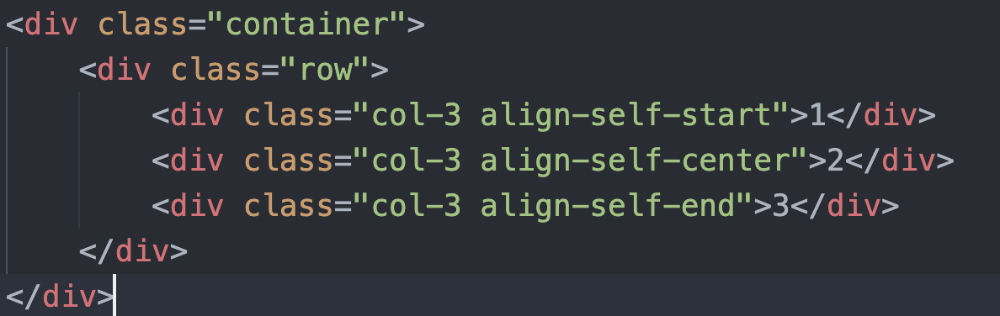 <div class="container">
    <div class="row">
        <div class="col-3 align-self-start">1</div>
        <div class="col-3 align-self-center">2</div>
        <div class="col-3 align-self-end">3</div>
    </div>
</div>